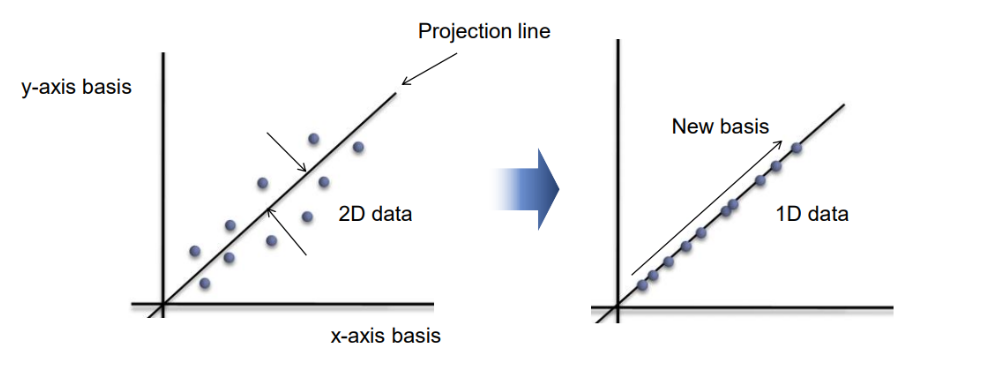 Projection line
y-axis basis
2D data
x-axis basis
New basis
1D data